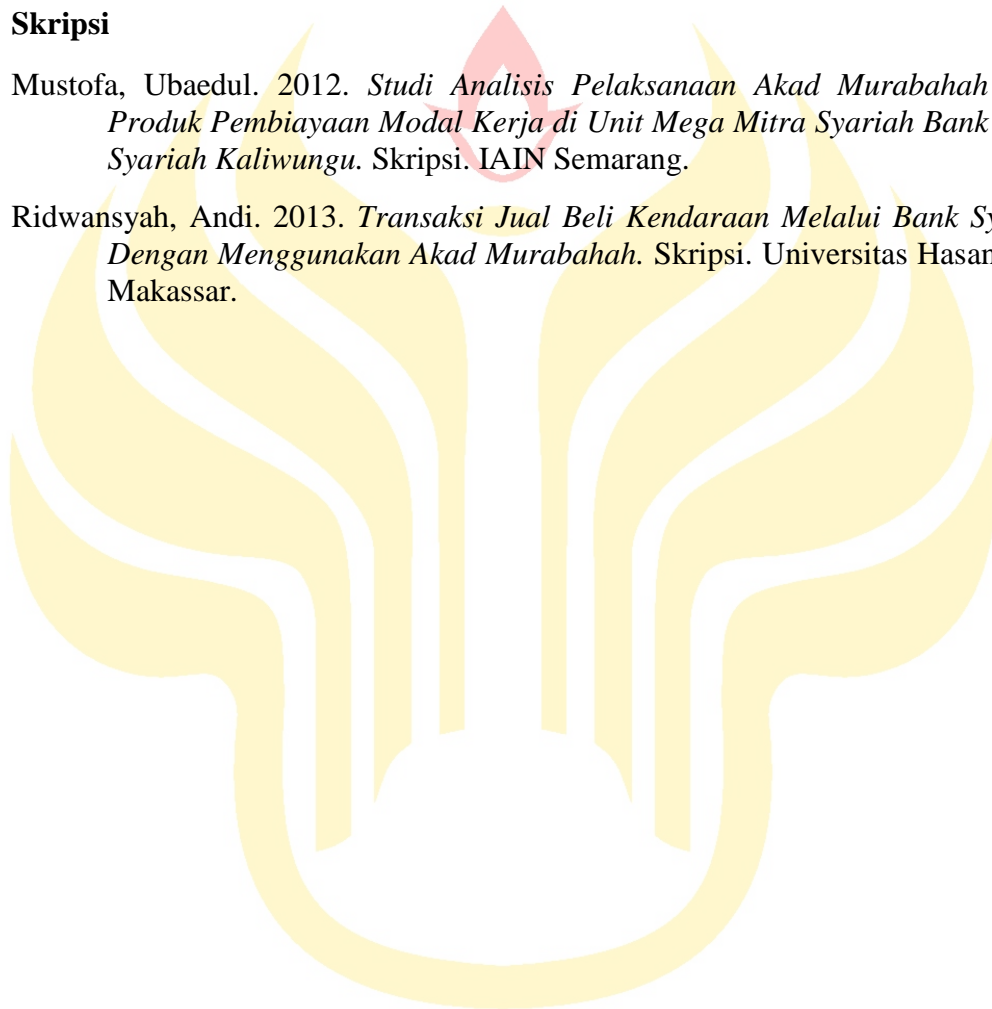 Skripsi
Mustofa, Ubaedul. 2012. Studi Analisis Pelaksanaan Akad Murabahah
Produk Pembiayaan Modal Kerja di Unit Mega Mitra Syariah Bank
Syariah Kaliwungu. Skripsi. IAIN Semarang.
Ridwansyah, Andi. 2013. Transaksi Jual Beli Kendaraan Melalui Bank Sy
Dengan Menggunakan Akad Murabahah. Skripsi. Universitas Hasan
Makassar.